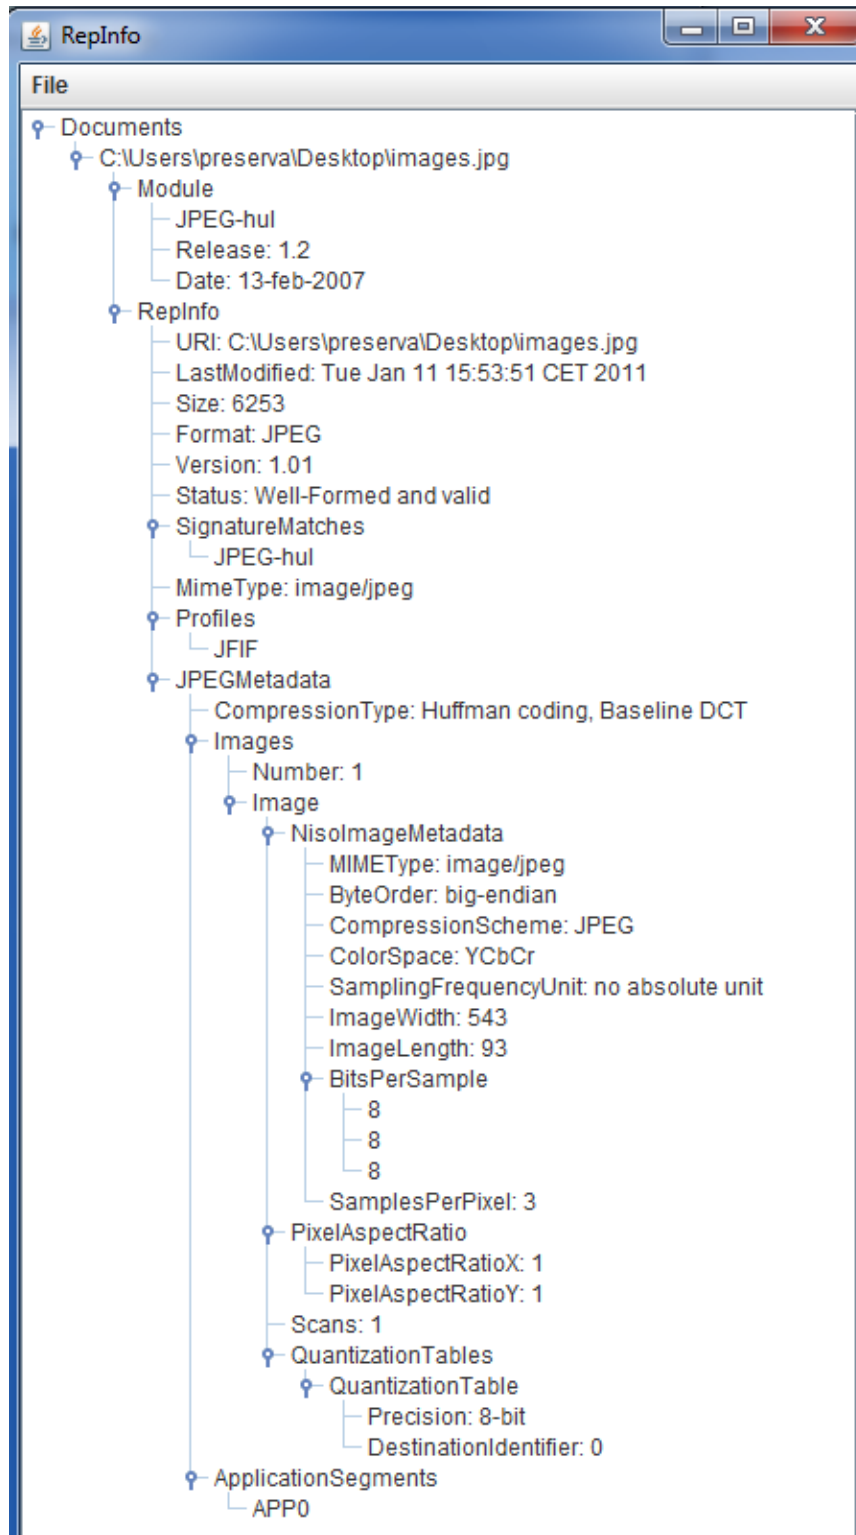 RepInfo
File
Documents
C:\Users\preserva\Desktop\images.jpg
Module
JPEG-hul
Release: 1.2
Date: 13-feb-2007
RepInfo
URI: C:\Users\preserva\Desktop\images.jpg
LastModified: Tue Jan 11 15:53:51 CET 2011
Size: 6253
Format: JPEG
Version: 1.01
Status: Well-Formed and valid
SignatureMatches
JPEG-hul
MimeType: image/jpeg
Profiles
JFIF
JPEGMetadata
CompressionType: Huffman coding, Baseline DCT
Images
Number: 1
Image
NisoImageMetadata
MIMEType: image/jpeg
ByteOrder: big-endian
CompressionScheme: JPEG
ColorSpace: YCbCr
SamplingFrequencyUnit: no absolute unit
ImageWidth: 543
ImageLength: 93
BitsPerSample
8
8
8
SamplesPerPixel: 3
PixelAspectRatio
PixelAspectRatioX: 1
PixelAspectRatioY: 1
Scans: 1
QuantizationTables
QuantizationTable
Precision: 8-bit
DestinationIdentifier: 0
ApplicationSegments
APP0